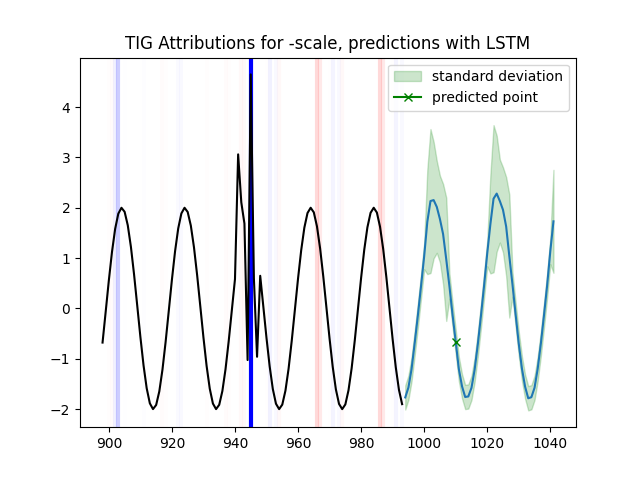 TIG Attributions for -scale, predictions with LSTM
standard deviation
predicted point
4
3
2
1
0
−1
−2
900 920 940 960 980 1000 1020 1040